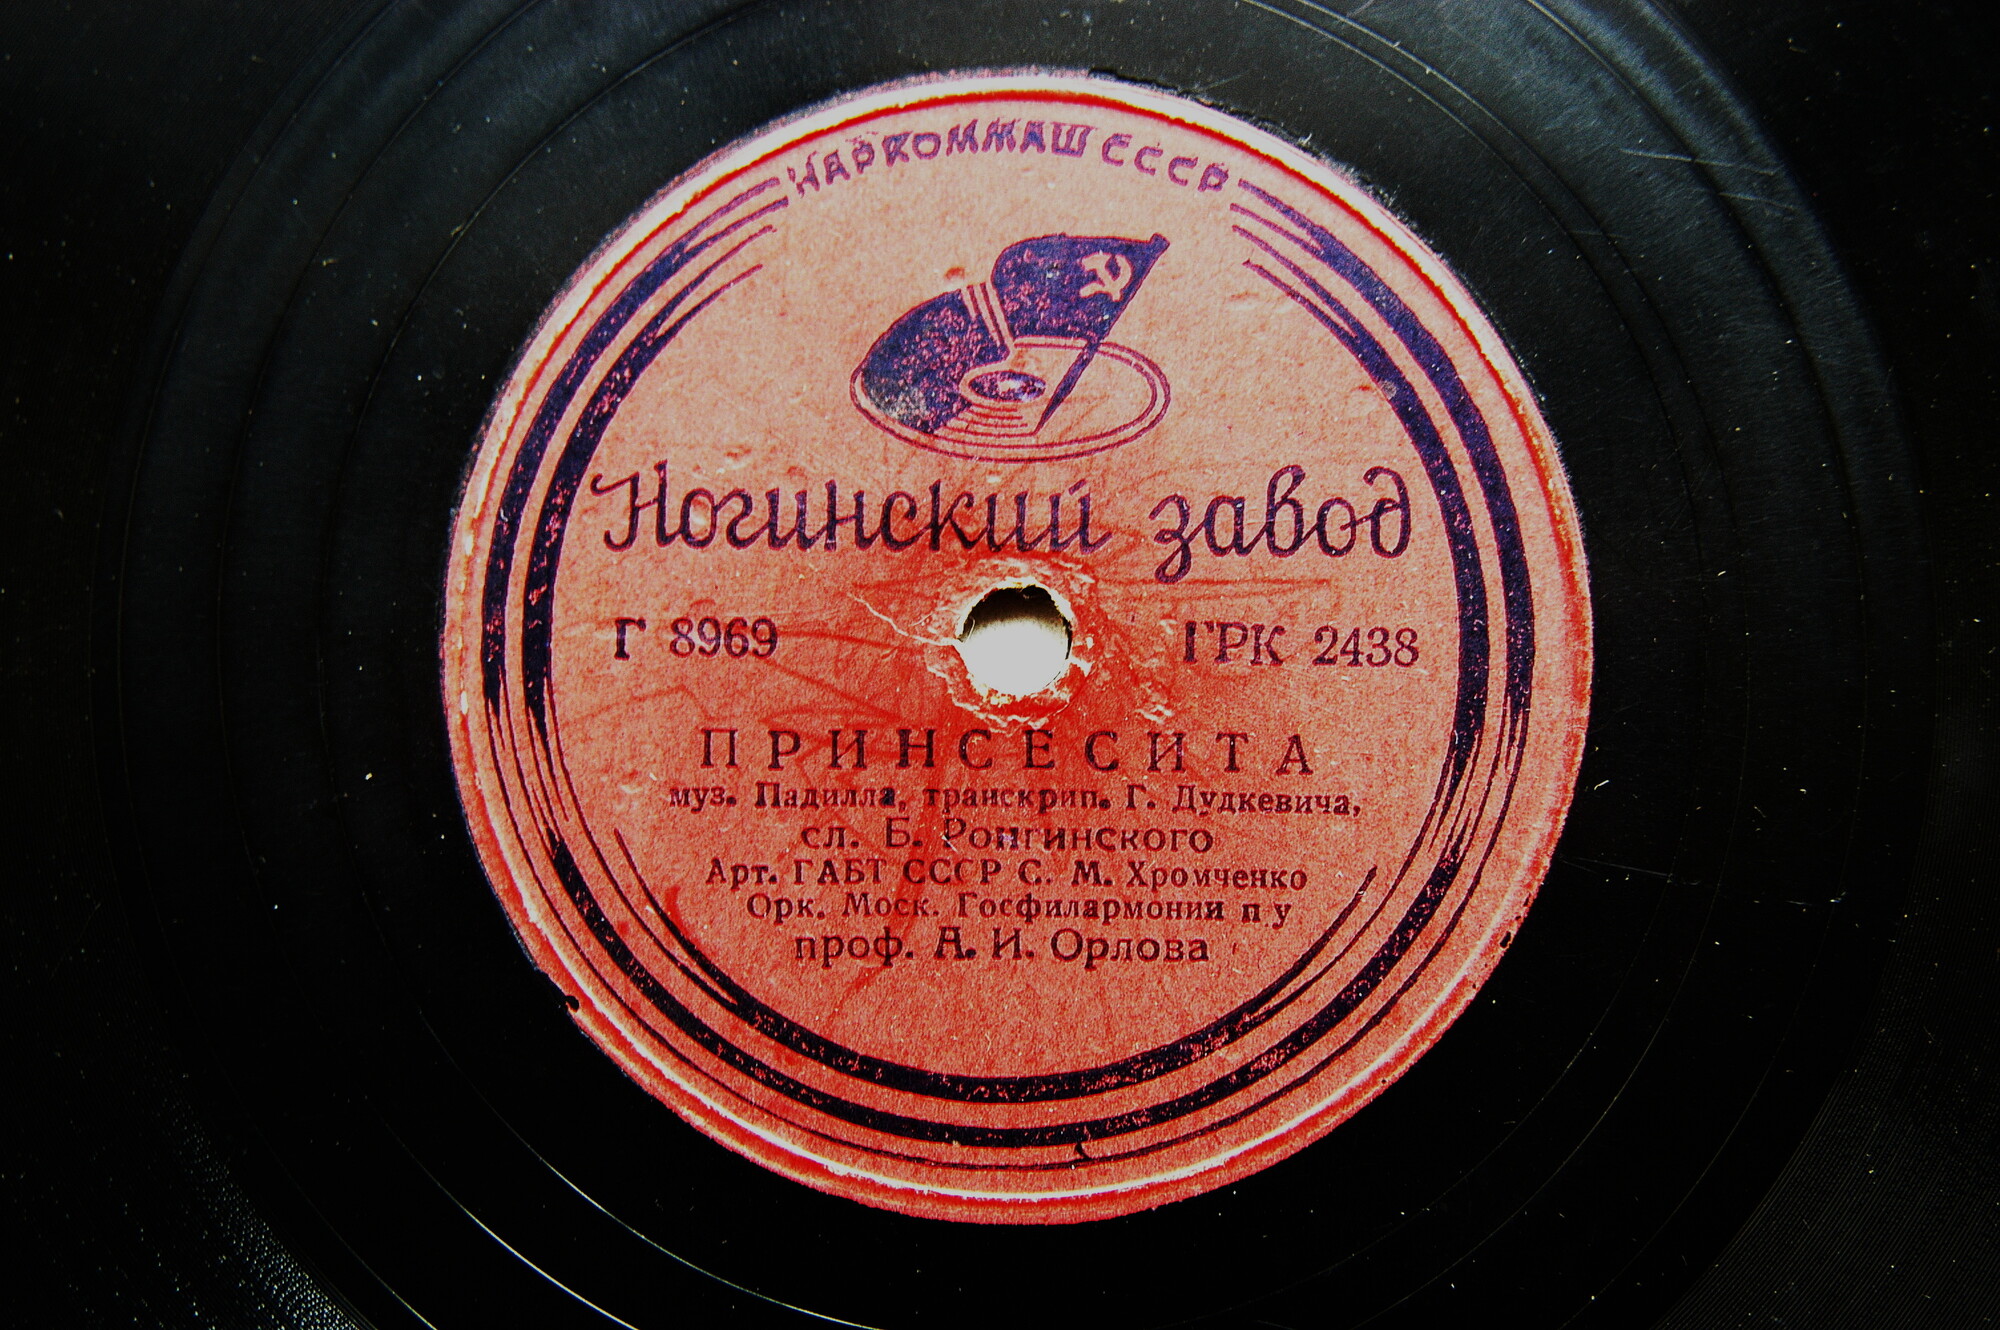 НАРКОММАШ СССР
Ногинский завод
Г 8969 ГРК 2438
ПРИНСЕСИТА
муз. Падилла, транскрип. Г. Дудкевича,
сл. Б. Ронгинского
Арт. ГАБТ СССР С. М. Хромченко
Орк. Моск. Госфилармонии п у
проф. А. И. Орлова